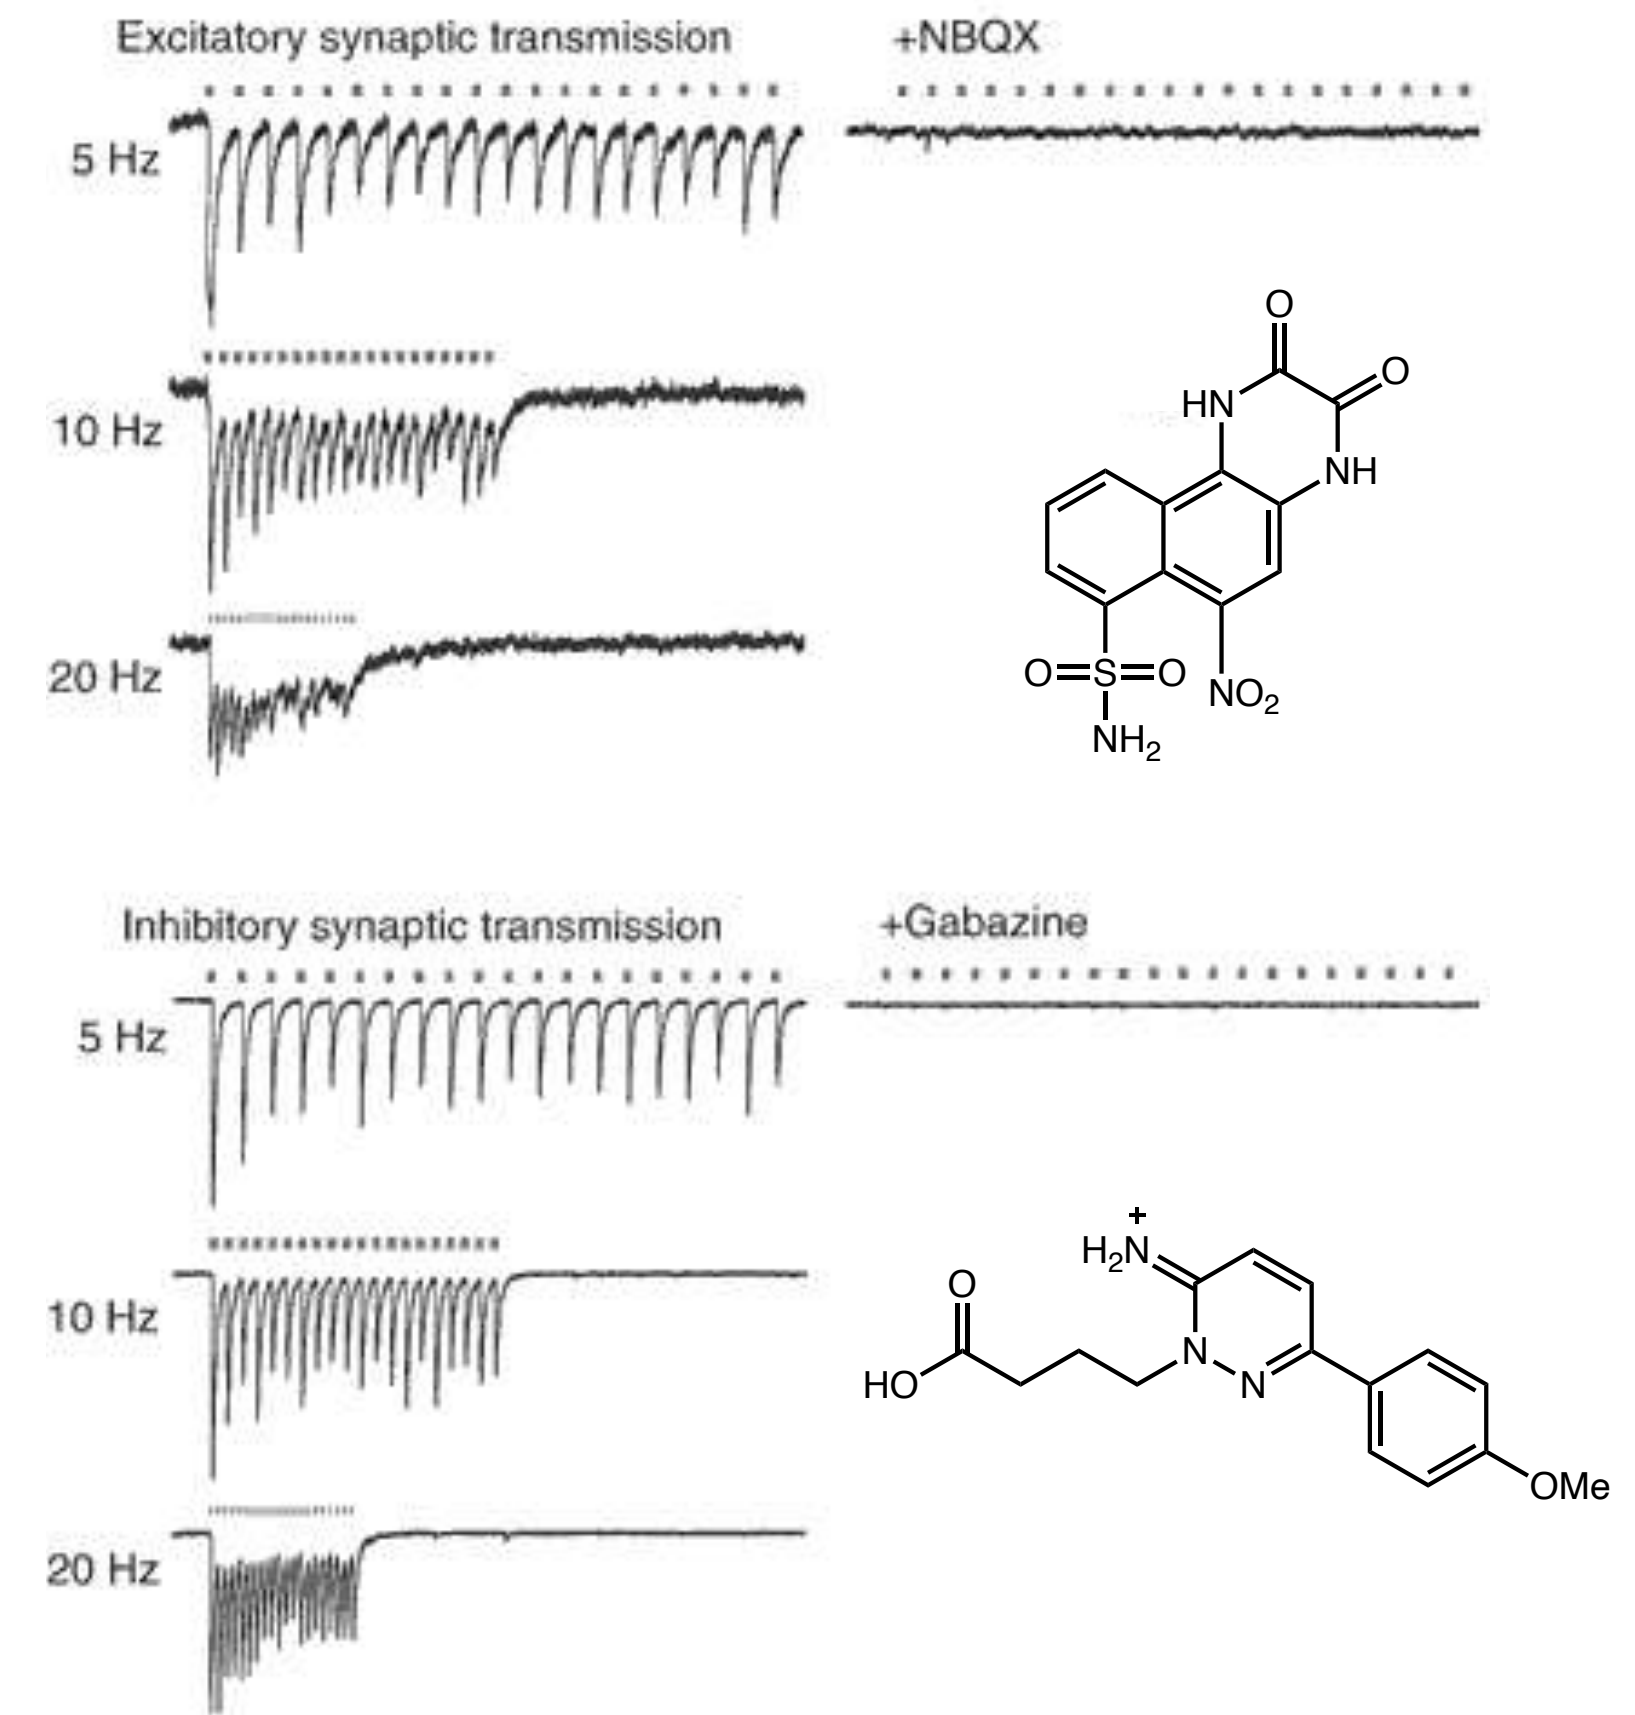 Excitatory synaptic transmission
+NBQX
5 Hz
10 Hz
20 Hz
O
O
HN
NH
O=S=O
NO2
NH2
Inhibitory synaptic transmission
+Gabazine
5 Hz
10 Hz
20 Hz
+
H2N
O
HO
N
N
OMe